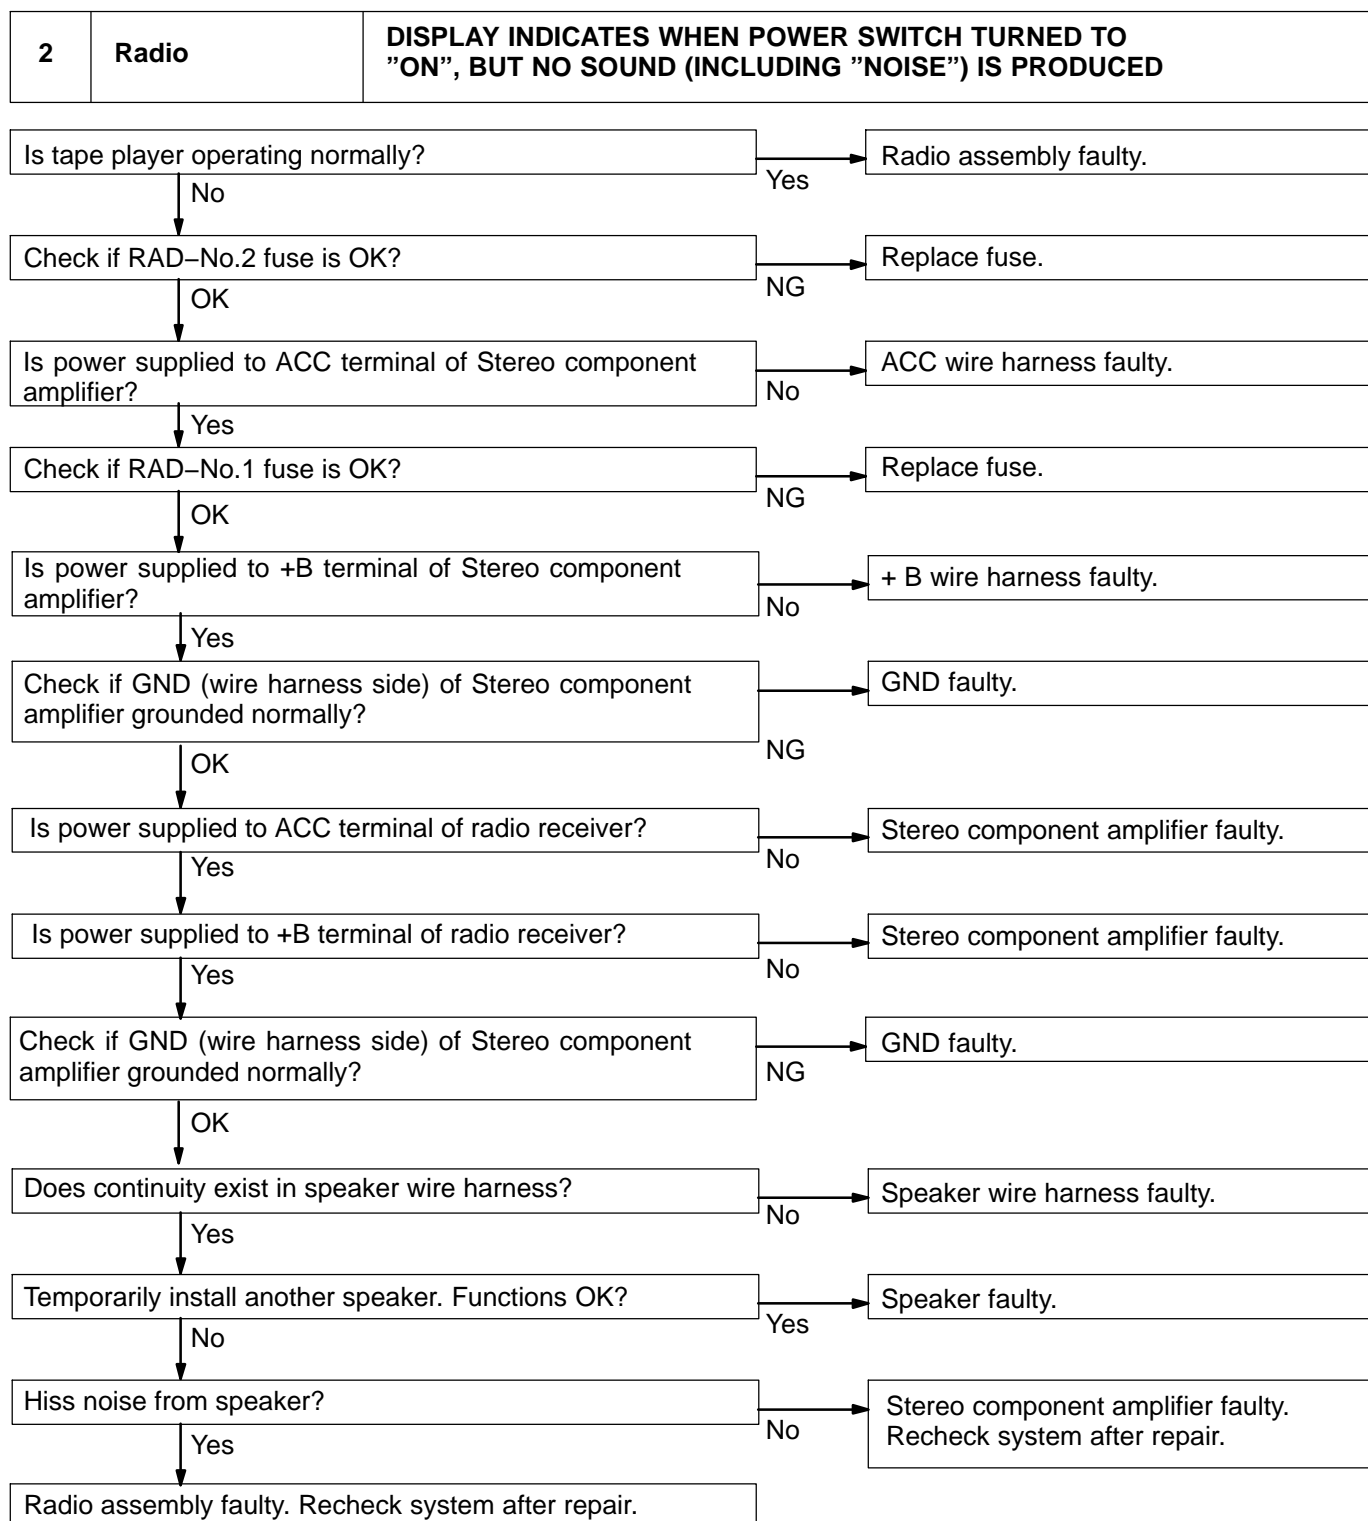 2
Radio
DISPLAY INDICATES WHEN POWER SWITCH TURNED TO
”ON”, BUT NO SOUND (INCLUDING ”NOISE”) IS PRODUCED
Is tape player operating normally?
Yes
Radio assembly faulty.
No
Check if RAD−No.2 fuse is OK?
NG
Replace fuse.
OK
Is power supplied to ACC terminal of Stereo component
amplifier?
No
ACC wire harness faulty.
Yes
Check if RAD−No.1 fuse is OK?
NG
Replace fuse.
OK
Is power supplied to +B terminal of Stereo component
amplifier?
No
+ B wire harness faulty.
Yes
Check if GND (wire harness side) of Stereo component
amplifier grounded normally?
NG
GND faulty.
OK
Is power supplied to ACC terminal of radio receiver?
No
Stereo component amplifier faulty.
Yes
Is power supplied to +B terminal of radio receiver?
No
Stereo component amplifier faulty.
Yes
Check if GND (wire harness side) of Stereo component
amplifier grounded normally?
NG
GND faulty.
OK
Does continuity exist in speaker wire harness?
No
Speaker wire harness faulty.
Yes
Temporarily install another speaker. Functions OK?
Yes
Speaker faulty.
No
Hiss noise from speaker?
No
Stereo component amplifier faulty.
Recheck system after repair.
Yes
Radio assembly faulty. Recheck system after repair.